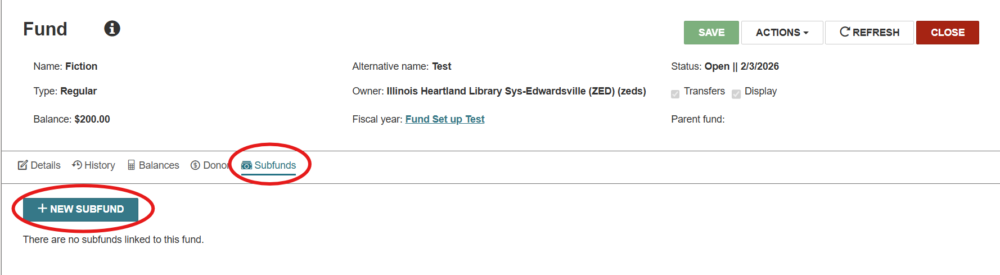 Fund
SAVE
ACTIONS
REFRESH
CLOSE
Name: Fiction
Alternative name: Test
Status: Open || 2/3/2026
Type: Regular
Owner: Illinois Heartland Library Sys-Edwardsville (ZED) (zeds)
Transfers
Display
Balance: $200.00
Fiscal year: Fund Set up Test
Parent fund:
Details
History
Balances
Donor
Subfunds
+ NEW SUBFUND
There are no subfunds linked to this fund.